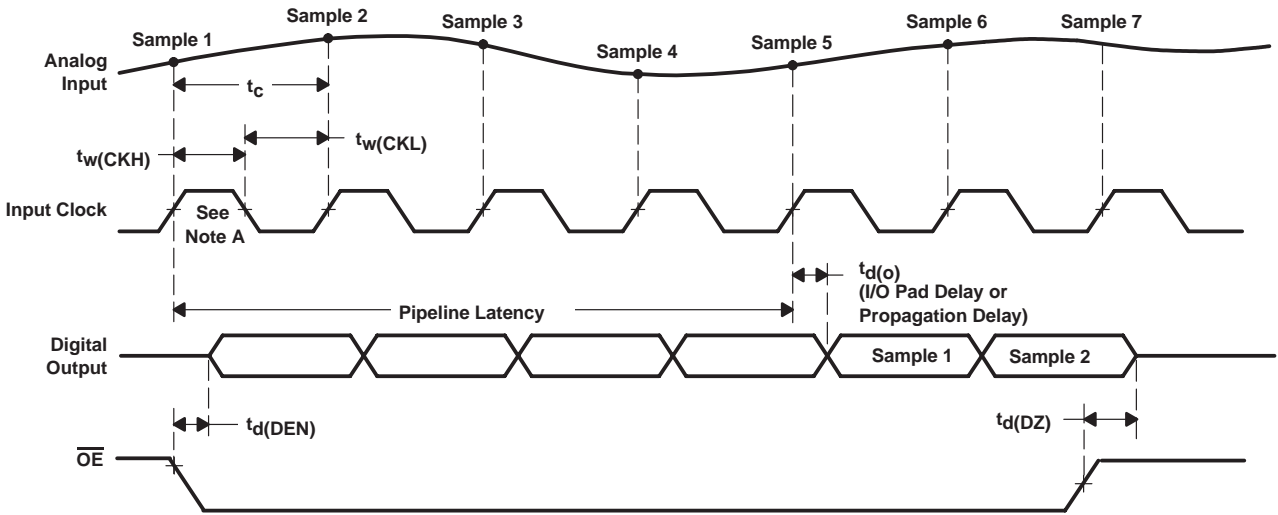 Sample 1
Sample 2
Sample 3
Sample 4
Sample 5
Sample 6
Sample 7
Analog
Input
tc
tw(CKH)
tw(CKL)
Input Clock
See
Note A
td(o)
(I/O Pad Delay or
Propagation Delay)
Pipeline Latency
Digital
Output
Sample 1
Sample 2
td(DEN)
td(DZ)
OE